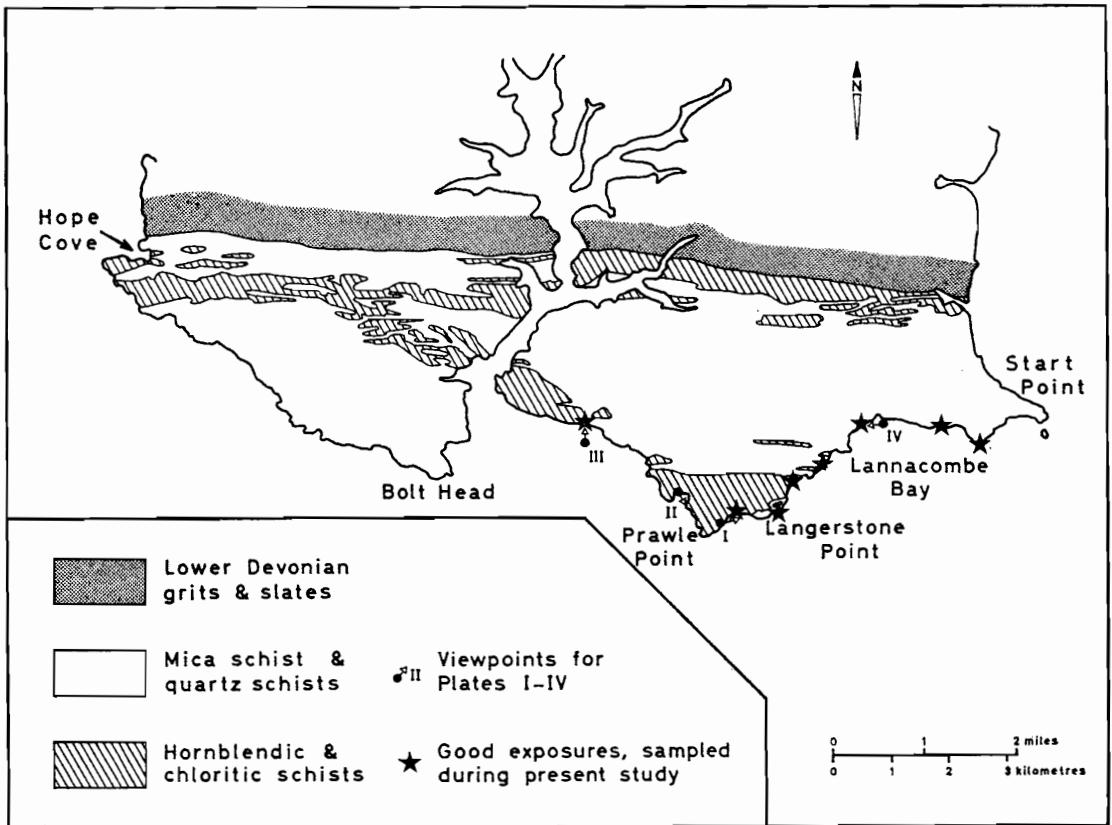 N
Hope
Cove
Start
Point
IV
III
Lannacombe
Bay
Bolt Head
II
I
Prawle
Point
Langerstone
Point
Lower Devonian
grits & slates
Mica schist &
quartz schists
II
Viewpoints for
Plates I-IV
Hornblendic &
chloritic schists
Good exposures, sampled
during present study
0 1 2 miles
0 1 2 3 kilometres